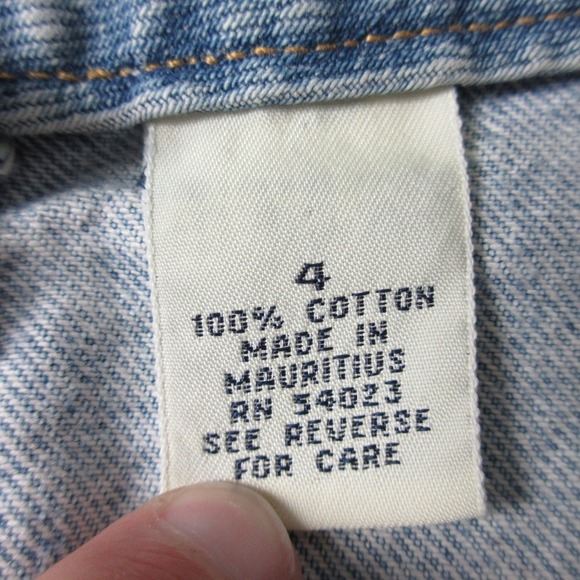 4
100% COTTON
MADE IN
MAURITIUS
RN 54023
SEE REVERSE
FOR CARE